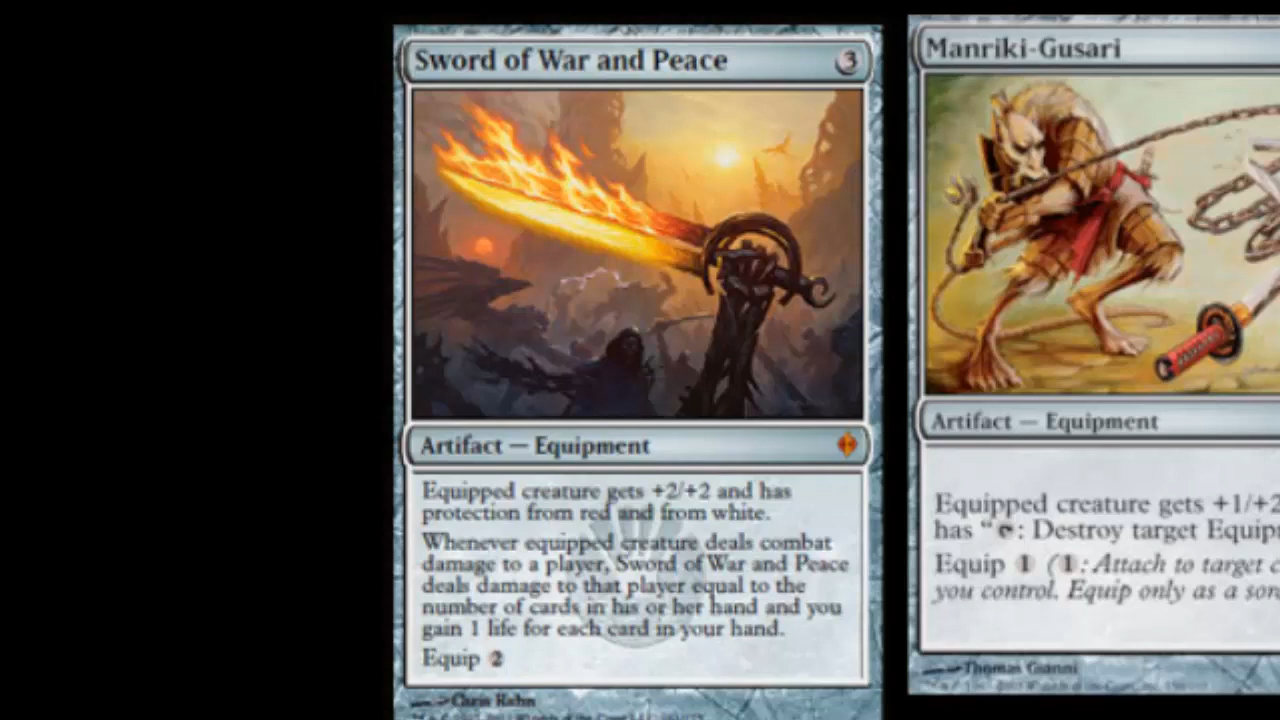 Sword of War and Peace 3
Artifact — Equipment
Equipped creature gets +2/+2 and has
protection from red and from white.
Whenever equipped creature deals combat
damage to a player, Sword of War and Peace
deals damage to that player equal to the
number of cards in his or her hand and you
gain 1 life for each card in your hand.
Equip 2
Chris Rahn
Manriki-Gusari
Artifact — Equipment
Equipped creature gets +1/+2
has “ : Destroy target Equip
Equip 1 (1: Attach to target c
you control. Equip only as a sor
Thomas Gianni